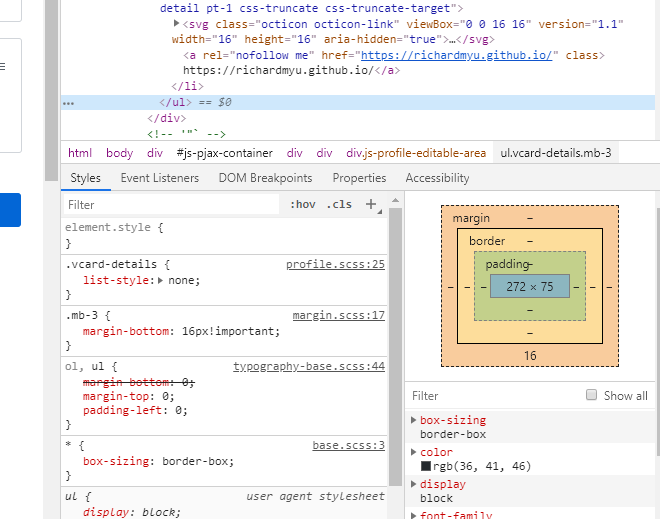 detail pt-1 css-truncate css-truncate-target">
▶<svg class="octicon octicon-link" viewBox="0 0 16 16" version="1.1"
width="16" height="16" aria-hidden="true">…</svg>
<a rel="nofollow me" href="https://richardmyu.github.io/" class>
https://richardmyu.github.io/</a>
</li>
… </ul> == $0
</div>
<!-- '"` -->
html body div #js-pjax-container div div div.js-profile-editable-area ul.vcard-details.mb-3
Styles Event Listeners DOM Breakpoints Properties Accessibility
Filter :hov .cls +
element.style {
}
.vcard-details { profile.scss:25
list-style:▶ none;
}
.mb-3 { margin.scss:17
margin-bottom: 16px!important;
}
ol, ul { typography-base.scss:44
margin-bottom: 0;
margin-top: 0;
padding-left: 0;
}
* { base.scss:3
box-sizing: border-box;
}
ul { user agent stylesheet
display: block;
margin –
border –
padding –
– – – 272 × 75 – – –
–
–
16
Filter Show all
▶ box-sizing
border-box
▶ color
rgb(36, 41, 46)
▶ display
block
▶ font-family